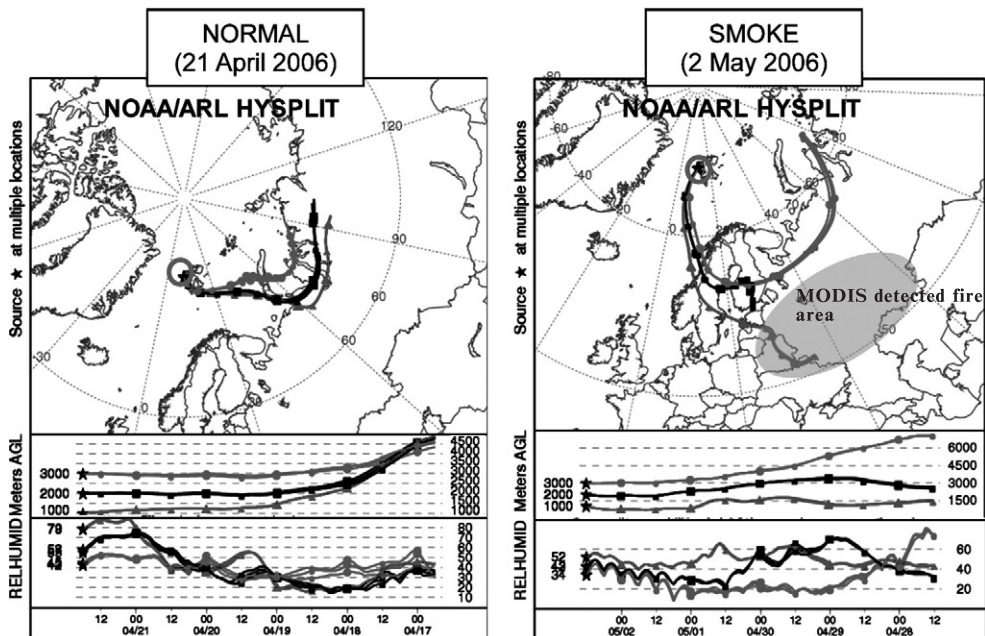 NORMAL
(21 April 2006)
NOAA/ARL HYSPLIT
Source ★ at multiple locations
120
90
60
60
30
0
-30
Meters AGL
3000
2000
1000
4500
4000
3500
3000
2500
2000
1500
1000
RELHUMID
80
70
60
50
40
30
20
10
12 00 12 00 12 00 12 00 12 00
04/21 04/20 04/19 04/18 04/17
SMOKE
(2 May 2006)
NOAA/ARL HYSPLIT
Source ★ at multiple locations
-80
-60
-40
-20
0
40
60
70
80
100
MODIS detected fire
area
50
Meters AGL
3000
2000
1000
6000
4500
3000
1500
RELHUMID
52
34
60
40
20
00 12 00 12 00 12 00 12 00 12
05/02 05/01 04/30 04/29 04/28